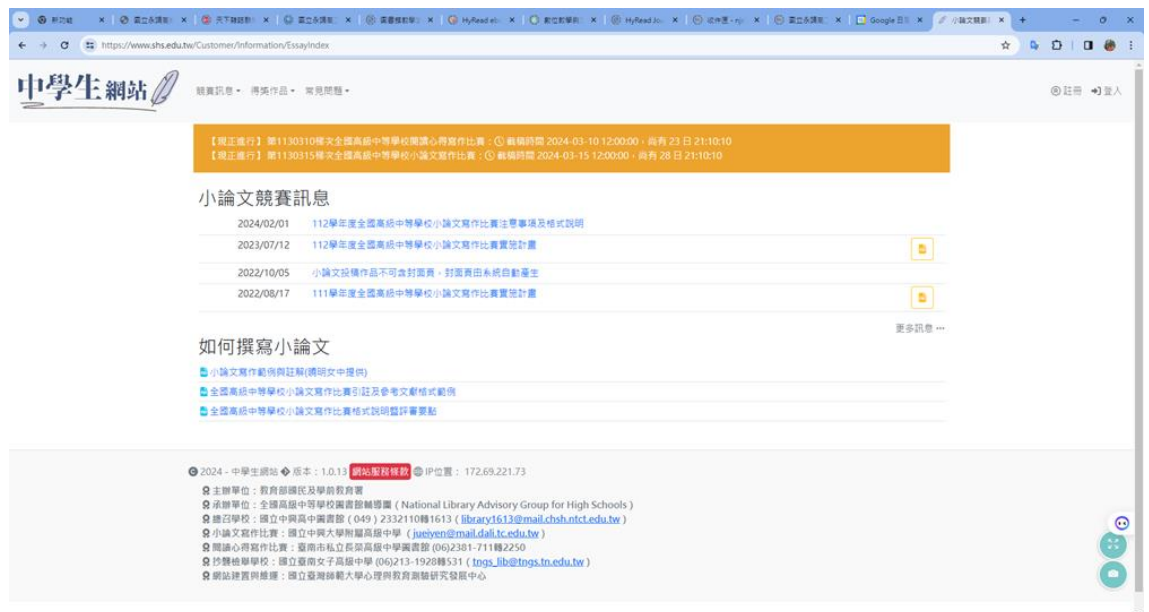 天下雜誌
Google
https://www.shs.edu.tw/Customer/Information/EssayIndex
中學生網站
競賽訊息 得獎作品 常見問題
註冊 登入
【現正進行】第1130310梯次全國高級中等學校閱讀心得寫作比賽：截稿時間 2024-03-10 12:00:00，尚有 23 日 21:10:10
【現正進行】第1130315梯次全國高級中等學校小論文寫作比賽：截稿時間 2024-03-15 12:00:00，尚有 28 日 21:10:10
小論文競賽訊息
2024/02/01 112學年度全國高級中等學校小論文寫作比賽注意事項及格式說明
2023/07/12 112學年度全國高級中等學校小論文寫作比賽實施計畫
2022/10/05 小論文投稿作品不可含封面頁，封面頁由系統自動產生
2022/08/17 111學年度全國高級中等學校小論文寫作比賽實施計畫
更多訊息 ...
如何撰寫小論文
小論文寫作範例與註解(曉明女中提供)
全國高級中等學校小論文寫作比賽引註及參考文獻格式範例
全國高級中等學校小論文寫作比賽格式說明暨評審要點
2024 - 中學生網站 版本：1.0.13 網站服務條款 IP位置： 172.69.221.73
主辦單位：教育部國民及學前教育署
承辦單位：全國高級中等學校圖書館輔導團 ( National Library Advisory Group for High Schools )
總召學校：國立中興高中圖書館 ( 049 ) 2332110轉1613 ( library1613@mail.chsh.ntct.edu.tw )
小論文寫作比賽：國立中興大學附屬高級中學 ( jueiyen@mail.dali.tc.edu.tw )
閱讀心得寫作比賽：臺南市私立長榮高級中學圖書館 (06)2381-711轉2250
抄襲檢舉學校：國立臺南女子高級中學 (06)213-1928轉531 ( tngs_lib@tngs.tn.edu.tw )
網站建置與維運：國立臺灣師範大學心理與教育測驗研究發展中心